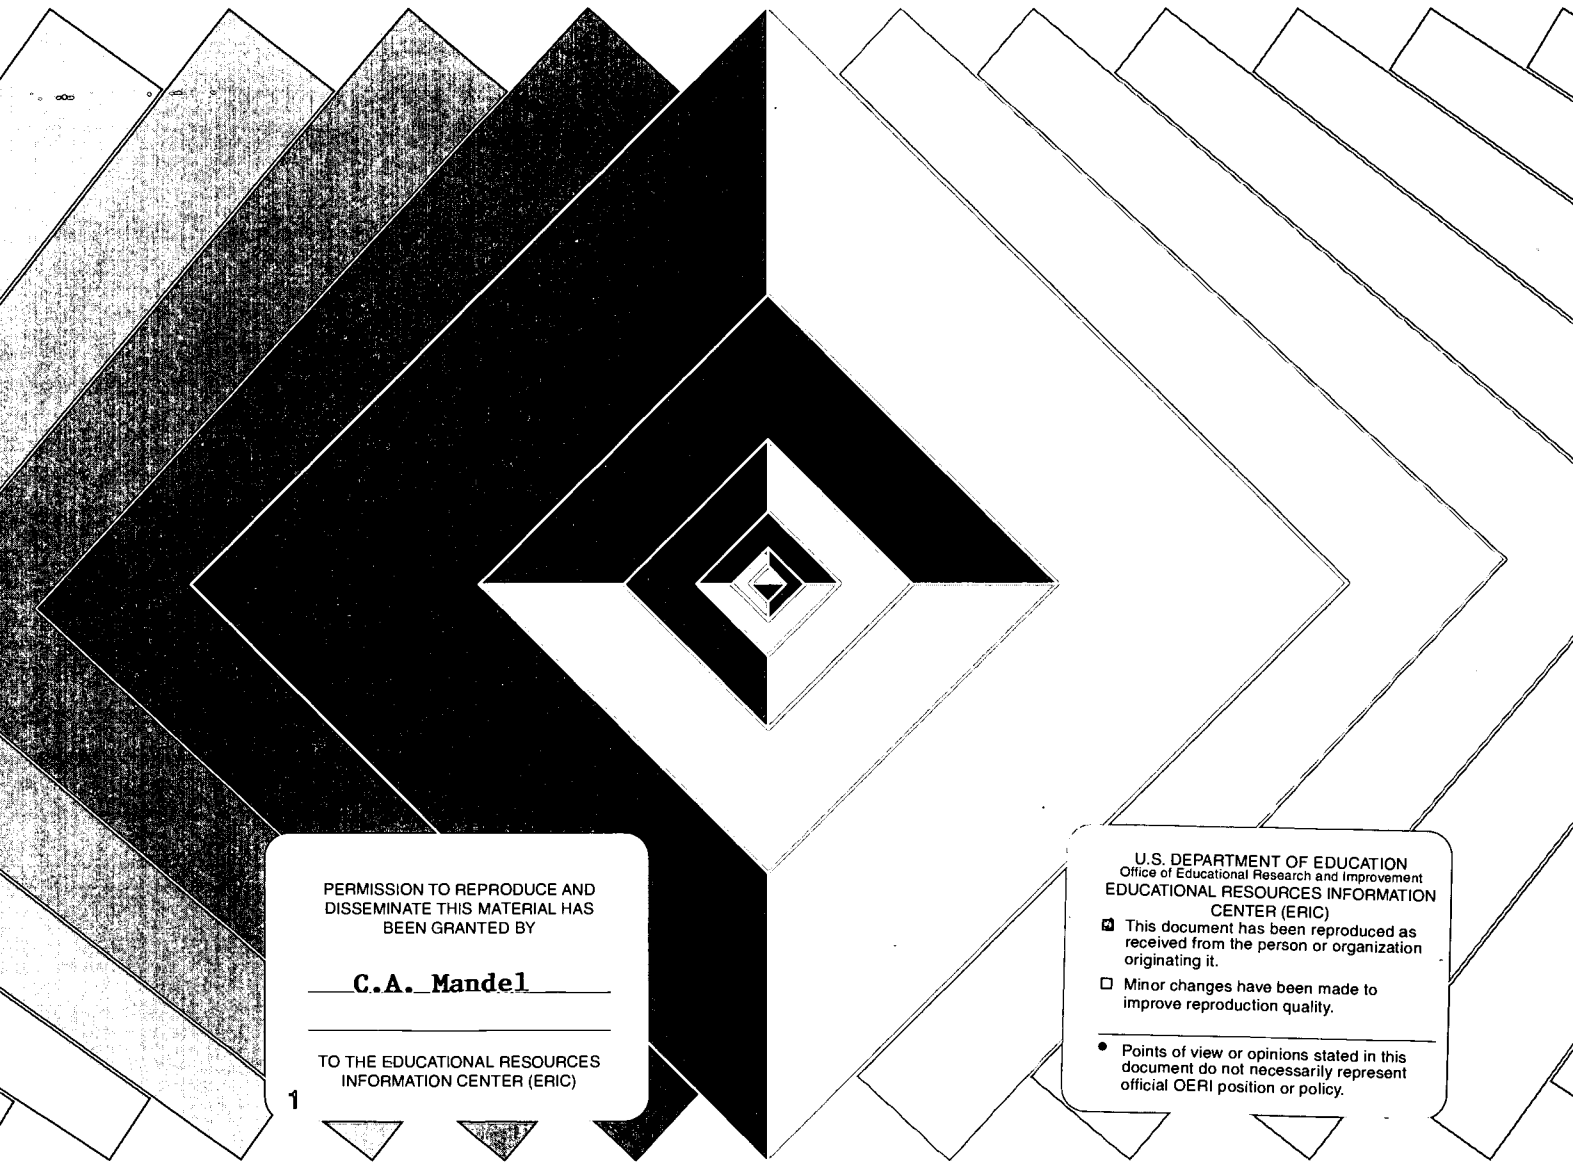 PERMISSION TO REPRODUCE AND
DISSEMINATE THIS MATERIAL HAS
BEEN GRANTED BY
C.A. Mandel
TO THE EDUCATIONAL RESOURCES
INFORMATION CENTER (ERIC)
1
U.S. DEPARTMENT OF EDUCATION
Office of Educational Research and Improvement
EDUCATIONAL RESOURCES INFORMATION
CENTER (ERIC)
This document has been reproduced as
received from the person or organization
originating it.
Minor changes have been made to
improve reproduction quality.
Points of view or opinions stated in this
document do not necessarily represent
official OERI position or policy.